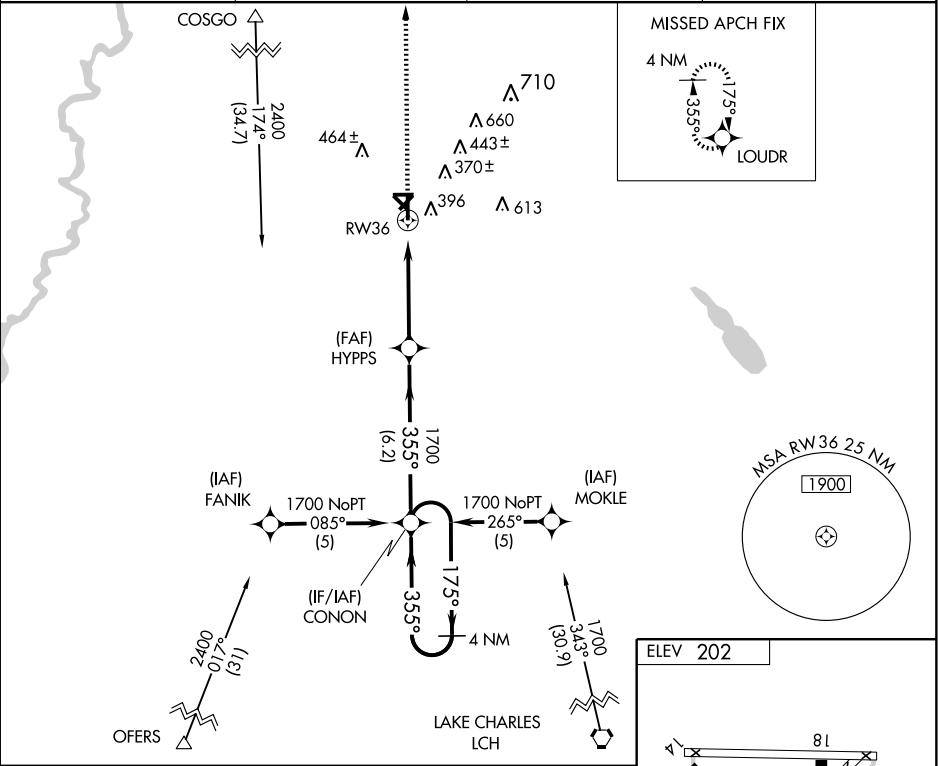 COSGO
2400
174°
(34.7)
MISSED APCH FIX
4 NM
355°
175°
LOUDR
710
660
464±
443±
370±
396
613
RW36
(FAF)
HYPPS
1700
355°
(6.2)
(IAF)
FANIK
1700 NoPT
085°
(5)
1700 NoPT
265°
(5)
(IAF)
MOKLE
(IF/IAF)
CONON
355°
175°
4 NM
MSA RW36 25 NM
1900
2400
017°
(31)
OFERS
1700
343°
(30.9)
LAKE CHARLES
LCH
ELEV 202
14
18